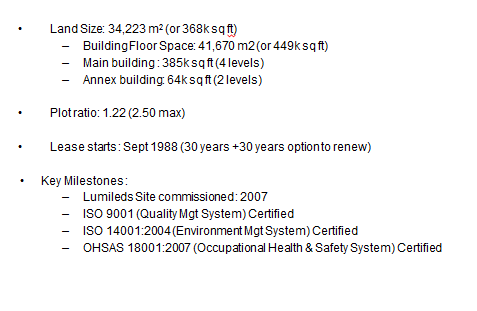 • Land Size: 34,223 m² (or 368k sq ft)
– Building Floor Space: 41,670 m2 (or 449k sq ft)
– Main building : 385k sq ft (4 levels)
– Annex building: 64k sq ft (2 levels)
• Plot ratio: 1.22 (2.50 max)
• Lease starts : Sept 1988 (30 years +30 years option to renew)
• Key Milestones :
– Lumileds Site commissioned : 2007
– ISO 9001 (Quality Mgt System) Certified
– ISO 14001:2004 (Environment Mgt System) Certified
– OHSAS 18001:2007 (Occupational Health & Safety System) Certified